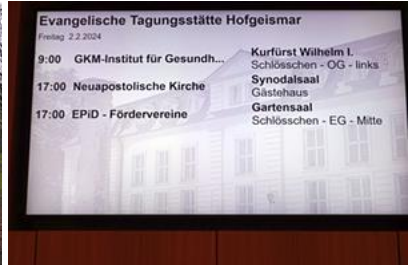 Evangelische Tagungsstätte Hofgeismar
Freitag 2.2.2024
9:00 GKM-Institut für Gesundh... Kurfürst Wilhelm I.
Schlösschen - OG - links
17:00 Neuapostolische Kirche Synodalsaal
Gästehaus
17:00 EPiD - Fördervereine Gartensaal
Schlösschen - EG - Mitte